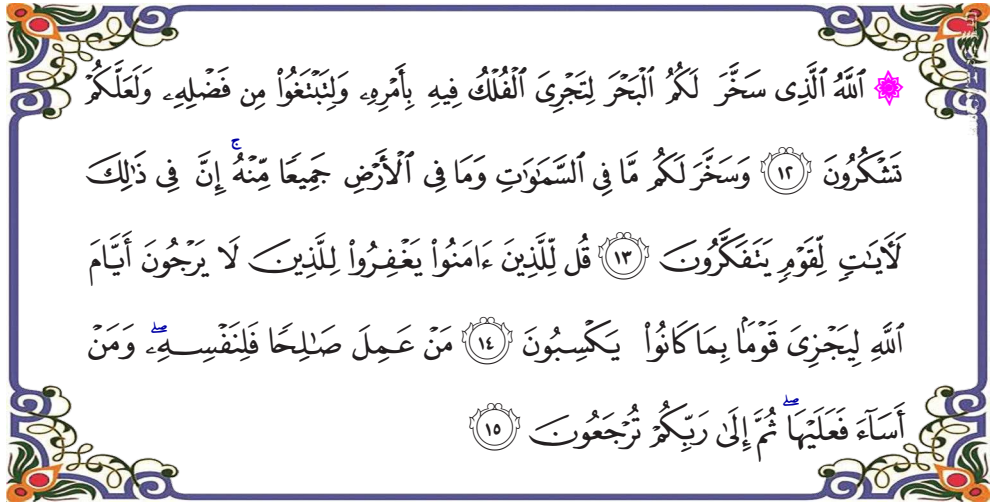 ۞ ٱللَّهُ ٱلَّذِى سَخَّرَ لَكُمُ ٱلْبَحْرَ لِتَجْرِىَ ٱلْفُلْكُ فِيهِ بِأَمْرِهِۦ وَلِتَبْتَغُوا۟ مِن فَضْلِهِۦ وَلَعَلَّكُمْ
تَشْكُرُونَ ١٢ وَسَخَّرَ لَكُم مَّا فِى ٱلسَّمَـٰوَٰتِ وَمَا فِى ٱلْأَرْضِ جَمِيعًا مِّنْهُ ۚ إِنَّ فِى ذَٰلِكَ
لَـَٔايَـٰتٍ لِّقَوْمٍ يَتَفَكَّرُونَ ١٣ قُل لِّلَّذِينَ ءَامَنُوا۟ يَغْفِرُوا۟ لِلَّذِينَ لَا يَرْجُونَ أَيَّامَ
ٱللَّهِ لِيَجْزِىَ قَوْمًۢا بِمَا كَانُوا۟ يَكْسِبُونَ ١٤ مَنْ عَمِلَ صَـٰلِحًا فَلِنَفْسِهِۦ ۖ وَمَنْ
أَسَآءَ فَعَلَيْهَا ۖ ثُمَّ إِلَىٰ رَبِّكُمْ تُرْجَعُونَ ١٥